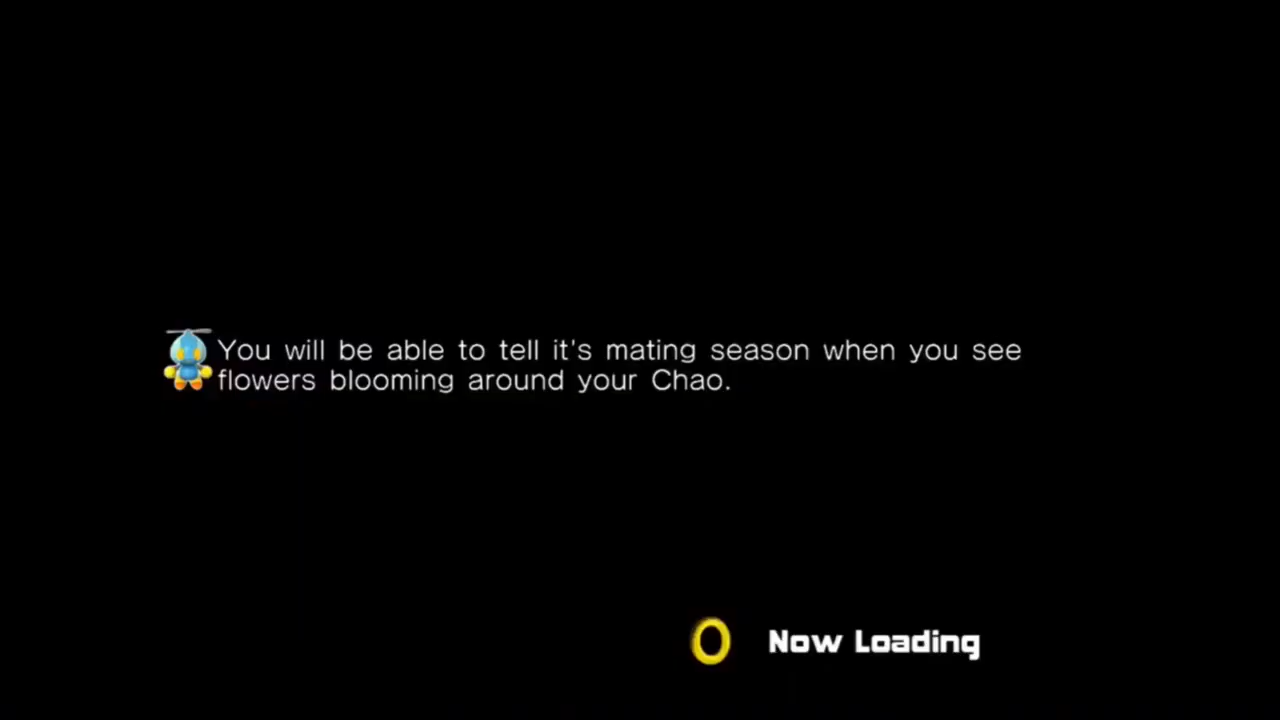 You will be able to tell it's mating season when you see
flowers blooming around your Chao.
Now Loading